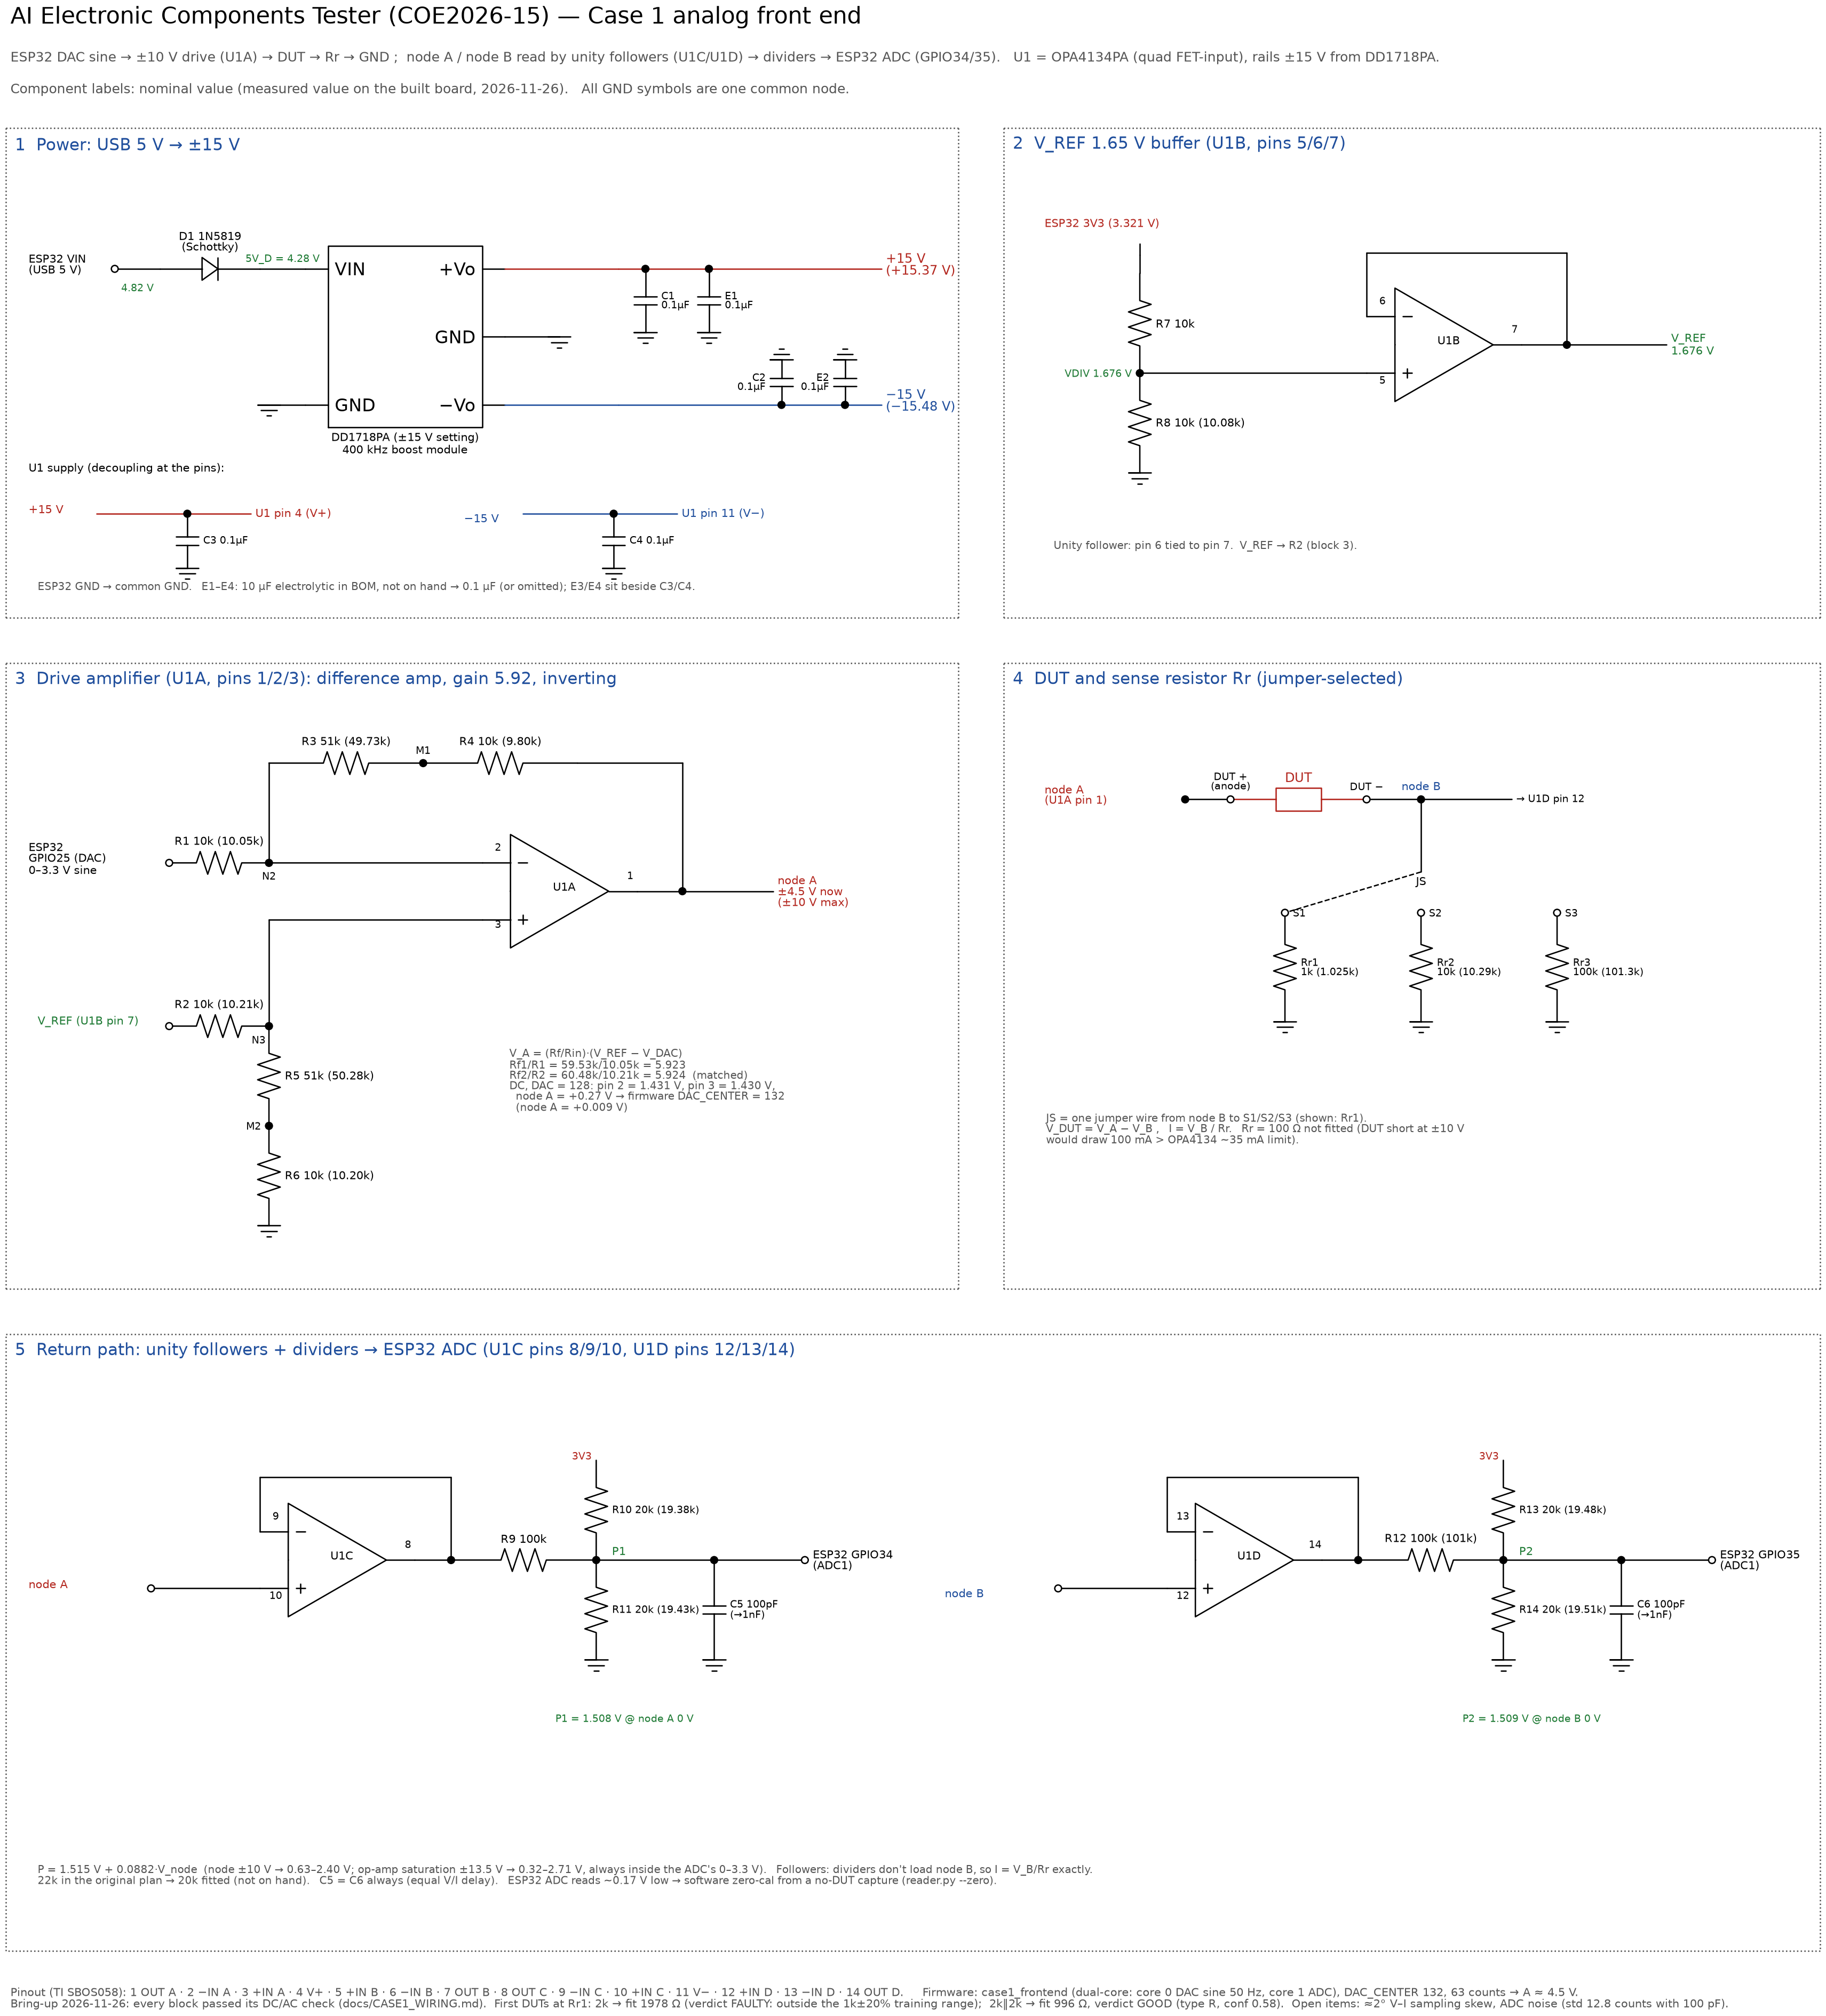 AI Electronic Components Tester (COE2026-15) — Case 1 analog front end
ESP32 DAC sine → ±10 V drive (U1A) → DUT → Rr → GND ;  node A / node B read by unity followers (U1C/U1D) → dividers → ESP32 ADC (GPIO34/35).   U1 = OPA4134PA (quad FET-input), rails ±15 V from DD1718PA.
Component labels: nominal value (measured value on the built board, 2026-11-26).   All GND symbols are one common node.
1  Power: USB 5 V → ±15 V
ESP32 VIN
(USB 5 V)
4.82 V
D1 1N5819
(Schottky)
5V_D = 4.28 V
VIN
+Vo
GND
GND
−Vo
DD1718PA (±15 V setting)
400 kHz boost module
C1
0.1µF
E1
0.1µF
+15 V
(+15.37 V)
C2
0.1µF
E2
0.1µF
−15 V
(−15.48 V)
U1 supply (decoupling at the pins):
+15 V
U1 pin 4 (V+)
C3 0.1µF
−15 V
U1 pin 11 (V−)
C4 0.1µF
ESP32 GND → common GND.   E1–E4: 10 µF electrolytic in BOM, not on hand → 0.1 µF (or omitted); E3/E4 sit beside C3/C4.
2  V_REF 1.65 V buffer (U1B, pins 5/6/7)
ESP32 3V3 (3.321 V)
R7 10k
VDIV 1.676 V
R8 10k (10.08k)
6
−
U1B
7
5
+
V_REF
1.676 V
Unity follower: pin 6 tied to pin 7.  V_REF → R2 (block 3).
3  Drive amplifier (U1A, pins 1/2/3): difference amp, gain 5.92, inverting
R3 51k (49.73k)
M1
R4 10k (9.80k)
ESP32
GPIO25 (DAC)
0–3.3 V sine
R1 10k (10.05k)
N2
2
−
U1A
1
3
+
node A
±4.5 V now
(±10 V max)
V_REF (U1B pin 7)
R2 10k (10.21k)
N3
R5 51k (50.28k)
M2
R6 10k (10.20k)
V_A = (Rf/Rin)·(V_REF − V_DAC)
Rf1/R1 = 59.53k/10.05k = 5.923
Rf2/R2 = 60.48k/10.21k = 5.924  (matched)
DC, DAC = 128: pin 2 = 1.431 V, pin 3 = 1.430 V,
node A = +0.27 V → firmware DAC_CENTER = 132
(node A = +0.009 V)
4  DUT and sense resistor Rr (jumper-selected)
node A
(U1A pin 1)
DUT +
(anode)
DUT
DUT −
node B
→ U1D pin 12
JS
S1
S2
S3
Rr1
1k (1.025k)
Rr2
10k (10.29k)
Rr3
100k (101.3k)
JS = one jumper wire from node B to S1/S2/S3 (shown: Rr1).
V_DUT = V_A − V_B ,   I = V_B / Rr.   Rr = 100 Ω not fitted (DUT short at ±10 V
would draw 100 mA > OPA4134 ~35 mA limit).
5  Return path: unity followers + dividers → ESP32 ADC (U1C pins 8/9/10, U1D pins 12/13/14)
node A
9
−
U1C
8
10
+
R9 100k
3V3
R10 20k (19.38k)
P1
R11 20k (19.43k)
C5 100pF
(→1nF)
ESP32 GPIO34
(ADC1)
P1 = 1.508 V @ node A 0 V
node B
13
−
U1D
14
12
+
R12 100k (101k)
3V3
R13 20k (19.48k)
P2
R14 20k (19.51k)
C6 100pF
(→1nF)
ESP32 GPIO35
(ADC1)
P2 = 1.509 V @ node B 0 V
P = 1.515 V + 0.0882·V_node  (node ±10 V → 0.63–2.40 V; op-amp saturation ±13.5 V → 0.32–2.71 V, always inside the ADC's 0–3.3 V).   Followers: dividers don't load node B, so I = V_B/Rr exactly.
22k in the original plan → 20k fitted (not on hand).   C5 = C6 always (equal V/I delay).   ESP32 ADC reads ~0.17 V low → software zero-cal from a no-DUT capture (reader.py --zero).
Pinout (TI SBOS058): 1 OUT A · 2 −IN A · 3 +IN A · 4 V+ · 5 +IN B · 6 −IN B · 7 OUT B · 8 OUT C · 9 −IN C · 10 +IN C · 11 V− · 12 +IN D · 13 −IN D · 14 OUT D.     Firmware: case1_frontend (dual-core: core 0 DAC sine 50 Hz, core 1 ADC), DAC_CENTER 132, 63 counts → A ≈ 4.5 V.
Bring-up 2026-11-26: every block passed its DC/AC check (docs/CASE1_WIRING.md).  First DUTs at Rr1: 2k → fit 1978 Ω (verdict FAULTY: outside the 1k±20% training range);  2k∥2k → fit 996 Ω, verdict GOOD (type R, conf 0.58).  Open items: ≈2° V–I sampling skew, ADC noise (std 12.8 counts with 100 pF).